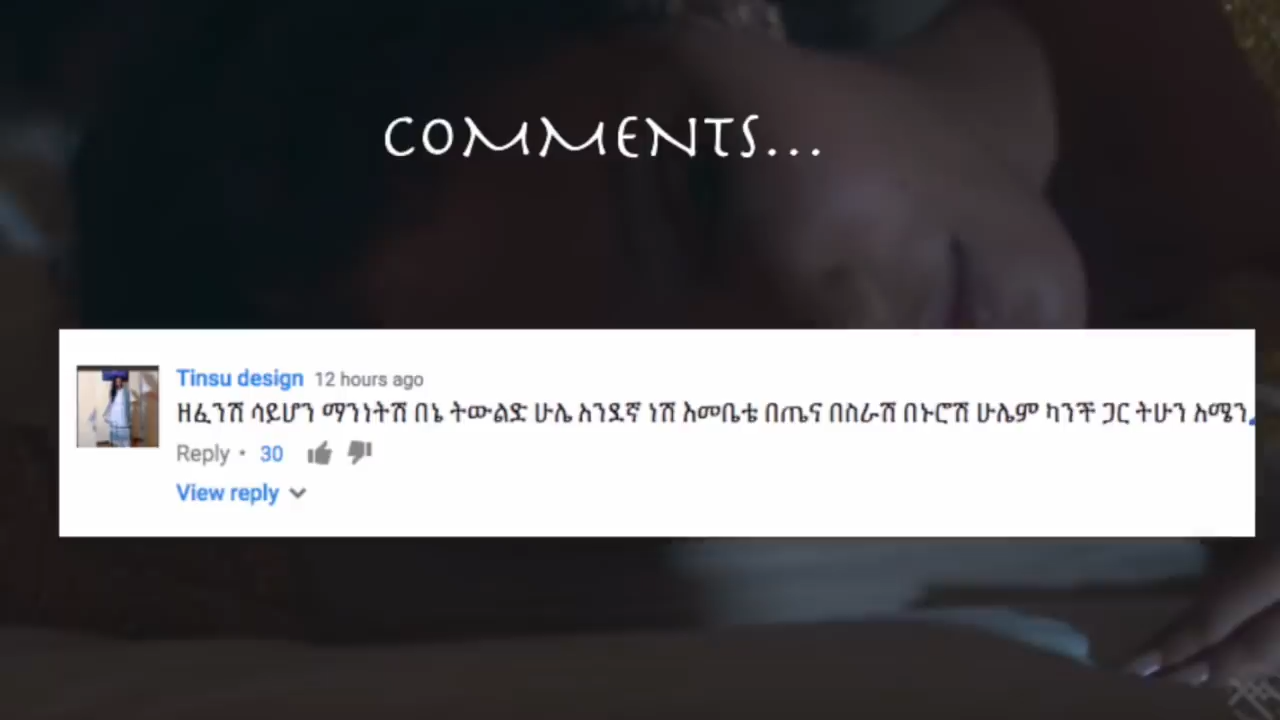 COMMENTS...
Tinsu design 12 hours ago
ዘፈንሽ ሳይሆን ማንነትሽ በኔ ትውልድ ሁሌ አንደኛ ነሽ እመቤቴ በጤና በስራሽ በኑሮሽ ሁሌም ካንች ጋር ትሁን አሜን
Reply • 30
View reply